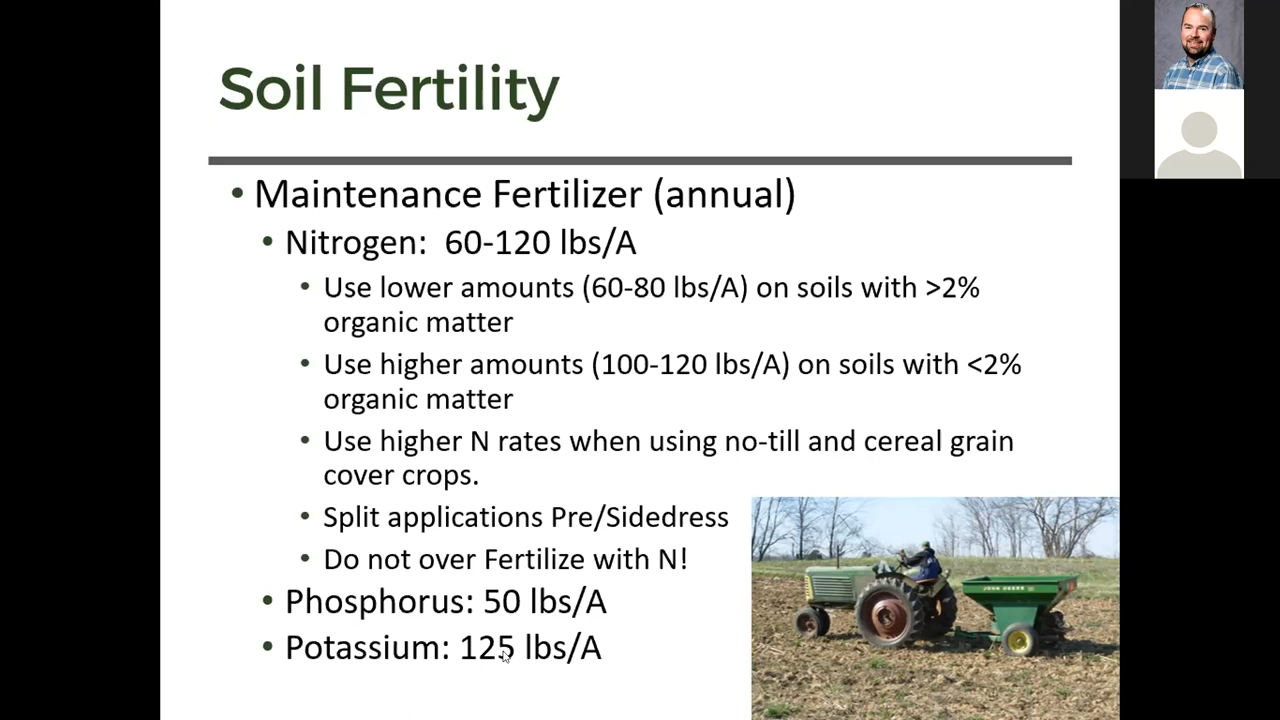 Soil Fertility
• Maintenance Fertilizer (annual)
• Nitrogen: 60-120 lbs/A
• Use lower amounts (60-80 lbs/A) on soils with >2%
organic matter
• Use higher amounts (100-120 lbs/A) on soils with <2%
organic matter
• Use higher N rates when using no-till and cereal grain
cover crops.
• Split applications Pre/Sidedress
• Do not over Fertilize with N!
• Phosphorus: 50 lbs/A
• Potassium: 125 lbs/A
JOHN DEERE